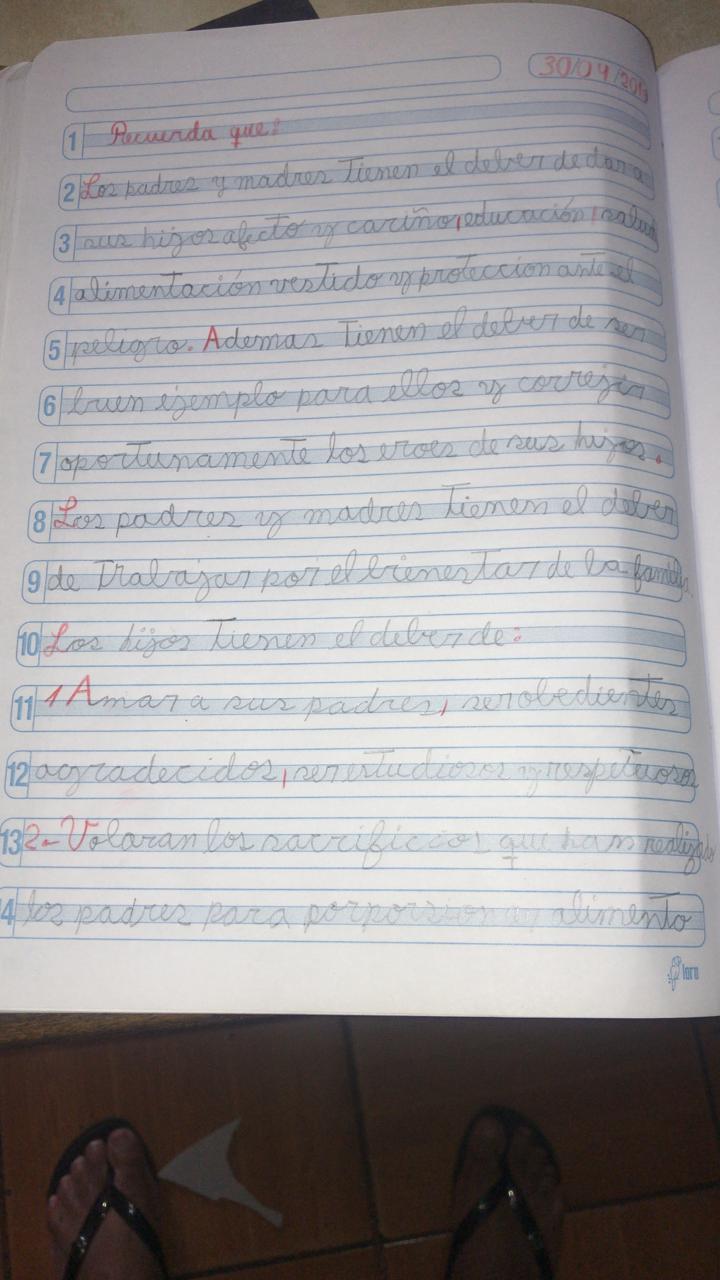 30/04/201
1 Recuerda que:
2 Los padres y madres tienen el deber de dar a
3 sus hijos afecto y cariño, educación, salud
4 alimentación vestido y protección ante el
5 peligro. Ademas tienen el deber de ser
6 buen ejemplo para ellos y correjir
7 oportunamente los eroes de sus hijos.
8 Los padres y madres tienen el deber
9 de trabajar por el bienestar de la familia.
10 Los hijos tienen el deber de:
11 1 Amar a sus padres, ser obedientes
12 agradecidos, ser estudiosos y respetuosos
13 2- Volaran los sacrificios que han realizado
14 los padres para porporsionar alimento
loro